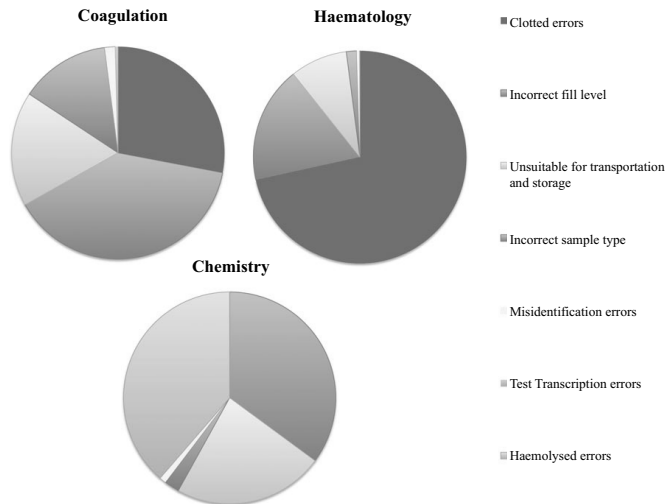 Coagulation
Haematology
Chemistry
Clotted errors
Incorrect fill level
Unsuitable for transportation
and storage
Incorrect sample type
Misidentification errors
Test Transcription errors
Haemolysed errors